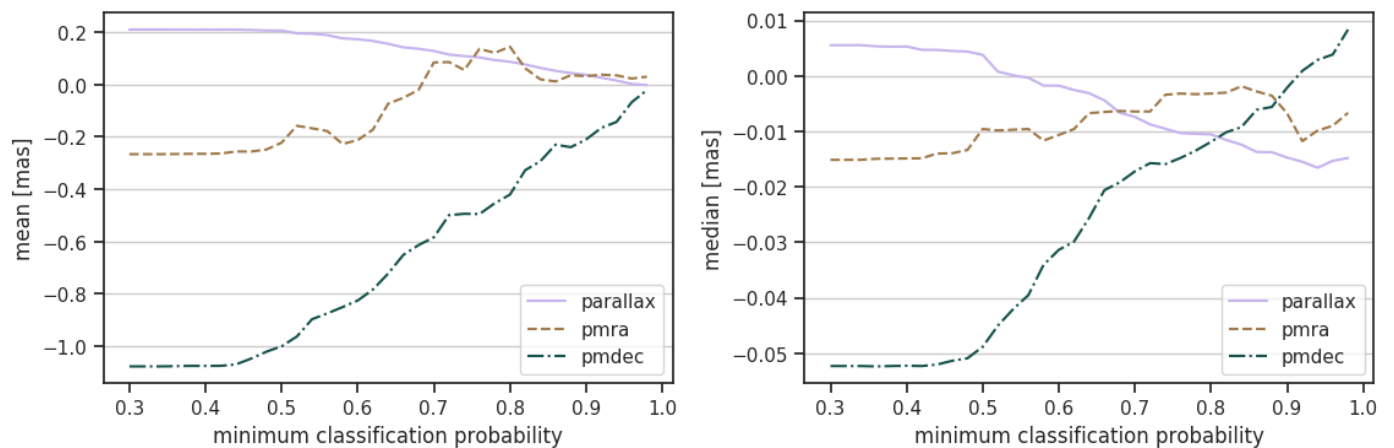 0.2
0.0
−0.2
−0.4
−0.6
−0.8
−1.0
mean [mas]
parallax
pmra
pmdec
0.3 0.4 0.5 0.6 0.7 0.8 0.9 1.0
minimum classification probability
0.01
0.00
−0.01
−0.02
−0.03
−0.04
−0.05
median [mas]
parallax
pmra
pmdec
0.3 0.4 0.5 0.6 0.7 0.8 0.9 1.0
minimum classification probability